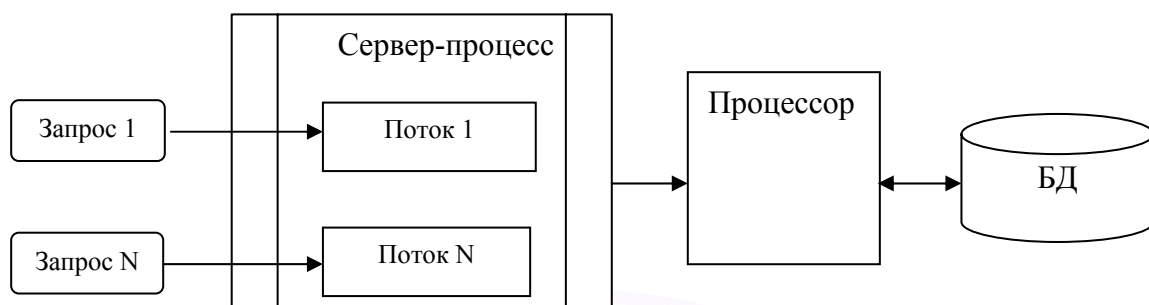 Сервер-процесс
Запрос 1
Поток 1
Процессор
БД
Запрос N
Поток N